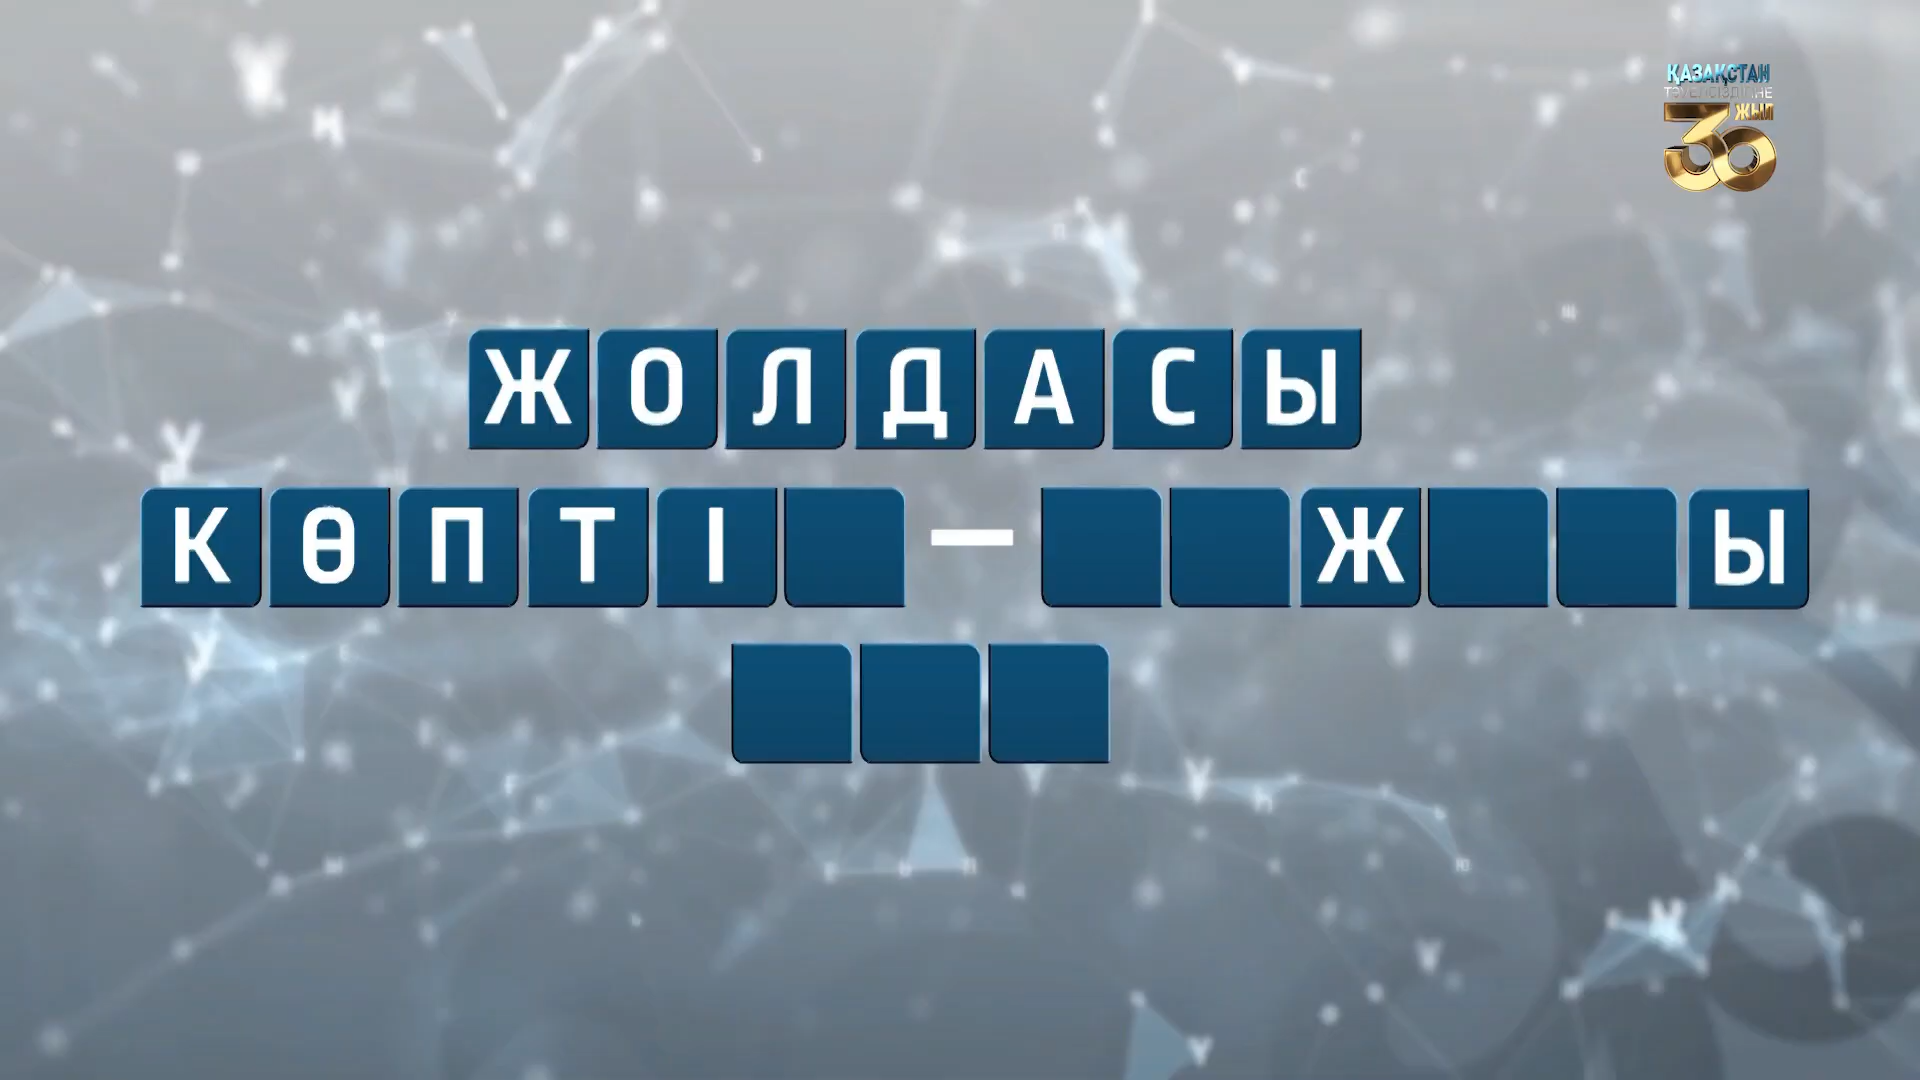 ҚАЗАҚСТАН
ТӘУЕЛСІЗДІГІНЕ
30 ЖЫЛ
ЖОЛДАСЫ
КӨПТІ – Ж Ы